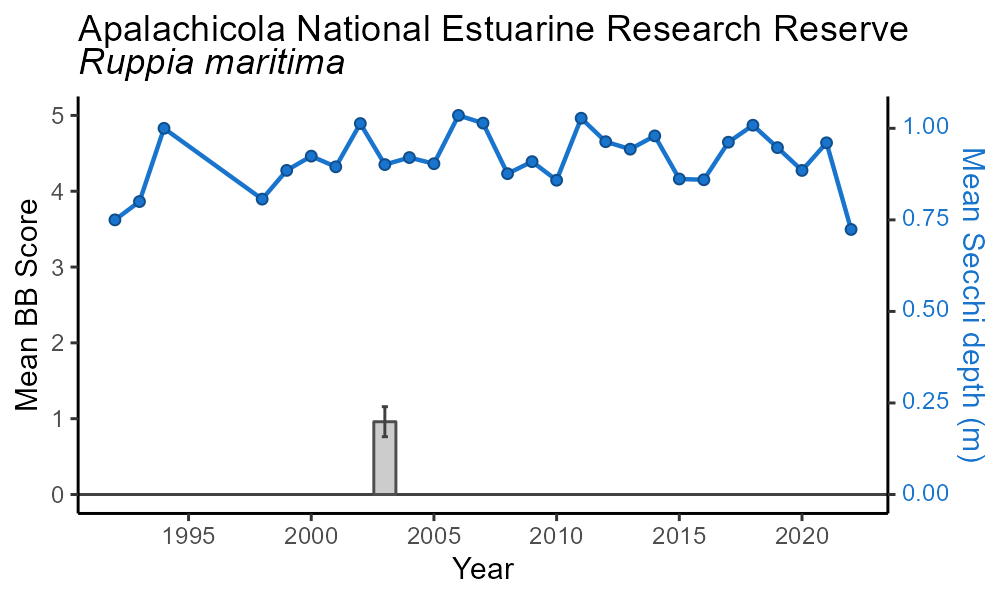 Apalachicola National Estuarine Research Reserve
Ruppia maritima
Mean BB Score
5
4
3
2
1
0
1.00
0.75
0.50
0.25
0.00
Mean Secchi depth (m)
1995 2000 2005 2010 2015 2020
Year